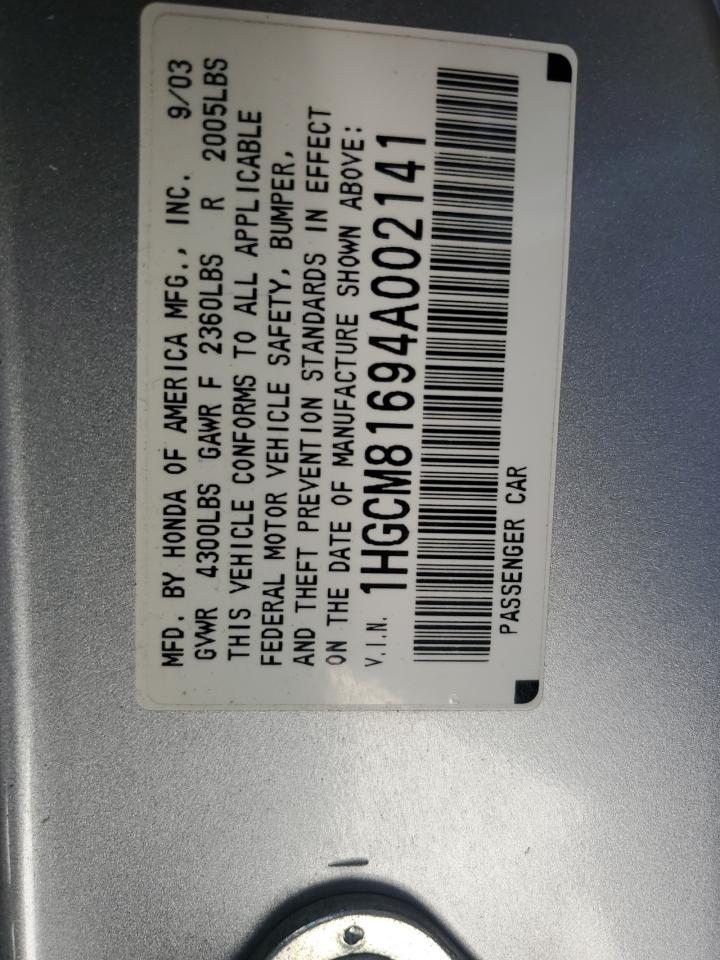 MFD. BY HONDA OF AMERICA MFG., INC. 9/03
GVWR 4300LBS GAWR F 2360LBS R 2005LBS
THIS VEHICLE CONFORMS TO ALL APPLICABLE
FEDERAL MOTOR VEHICLE SAFETY, BUMPER,
AND THEFT PREVENTION STANDARDS IN EFFECT
ON THE DATE OF MANUFACTURE SHOWN ABOVE:
V.I.N. 1HGCM81694A002141
PASSENGER CAR